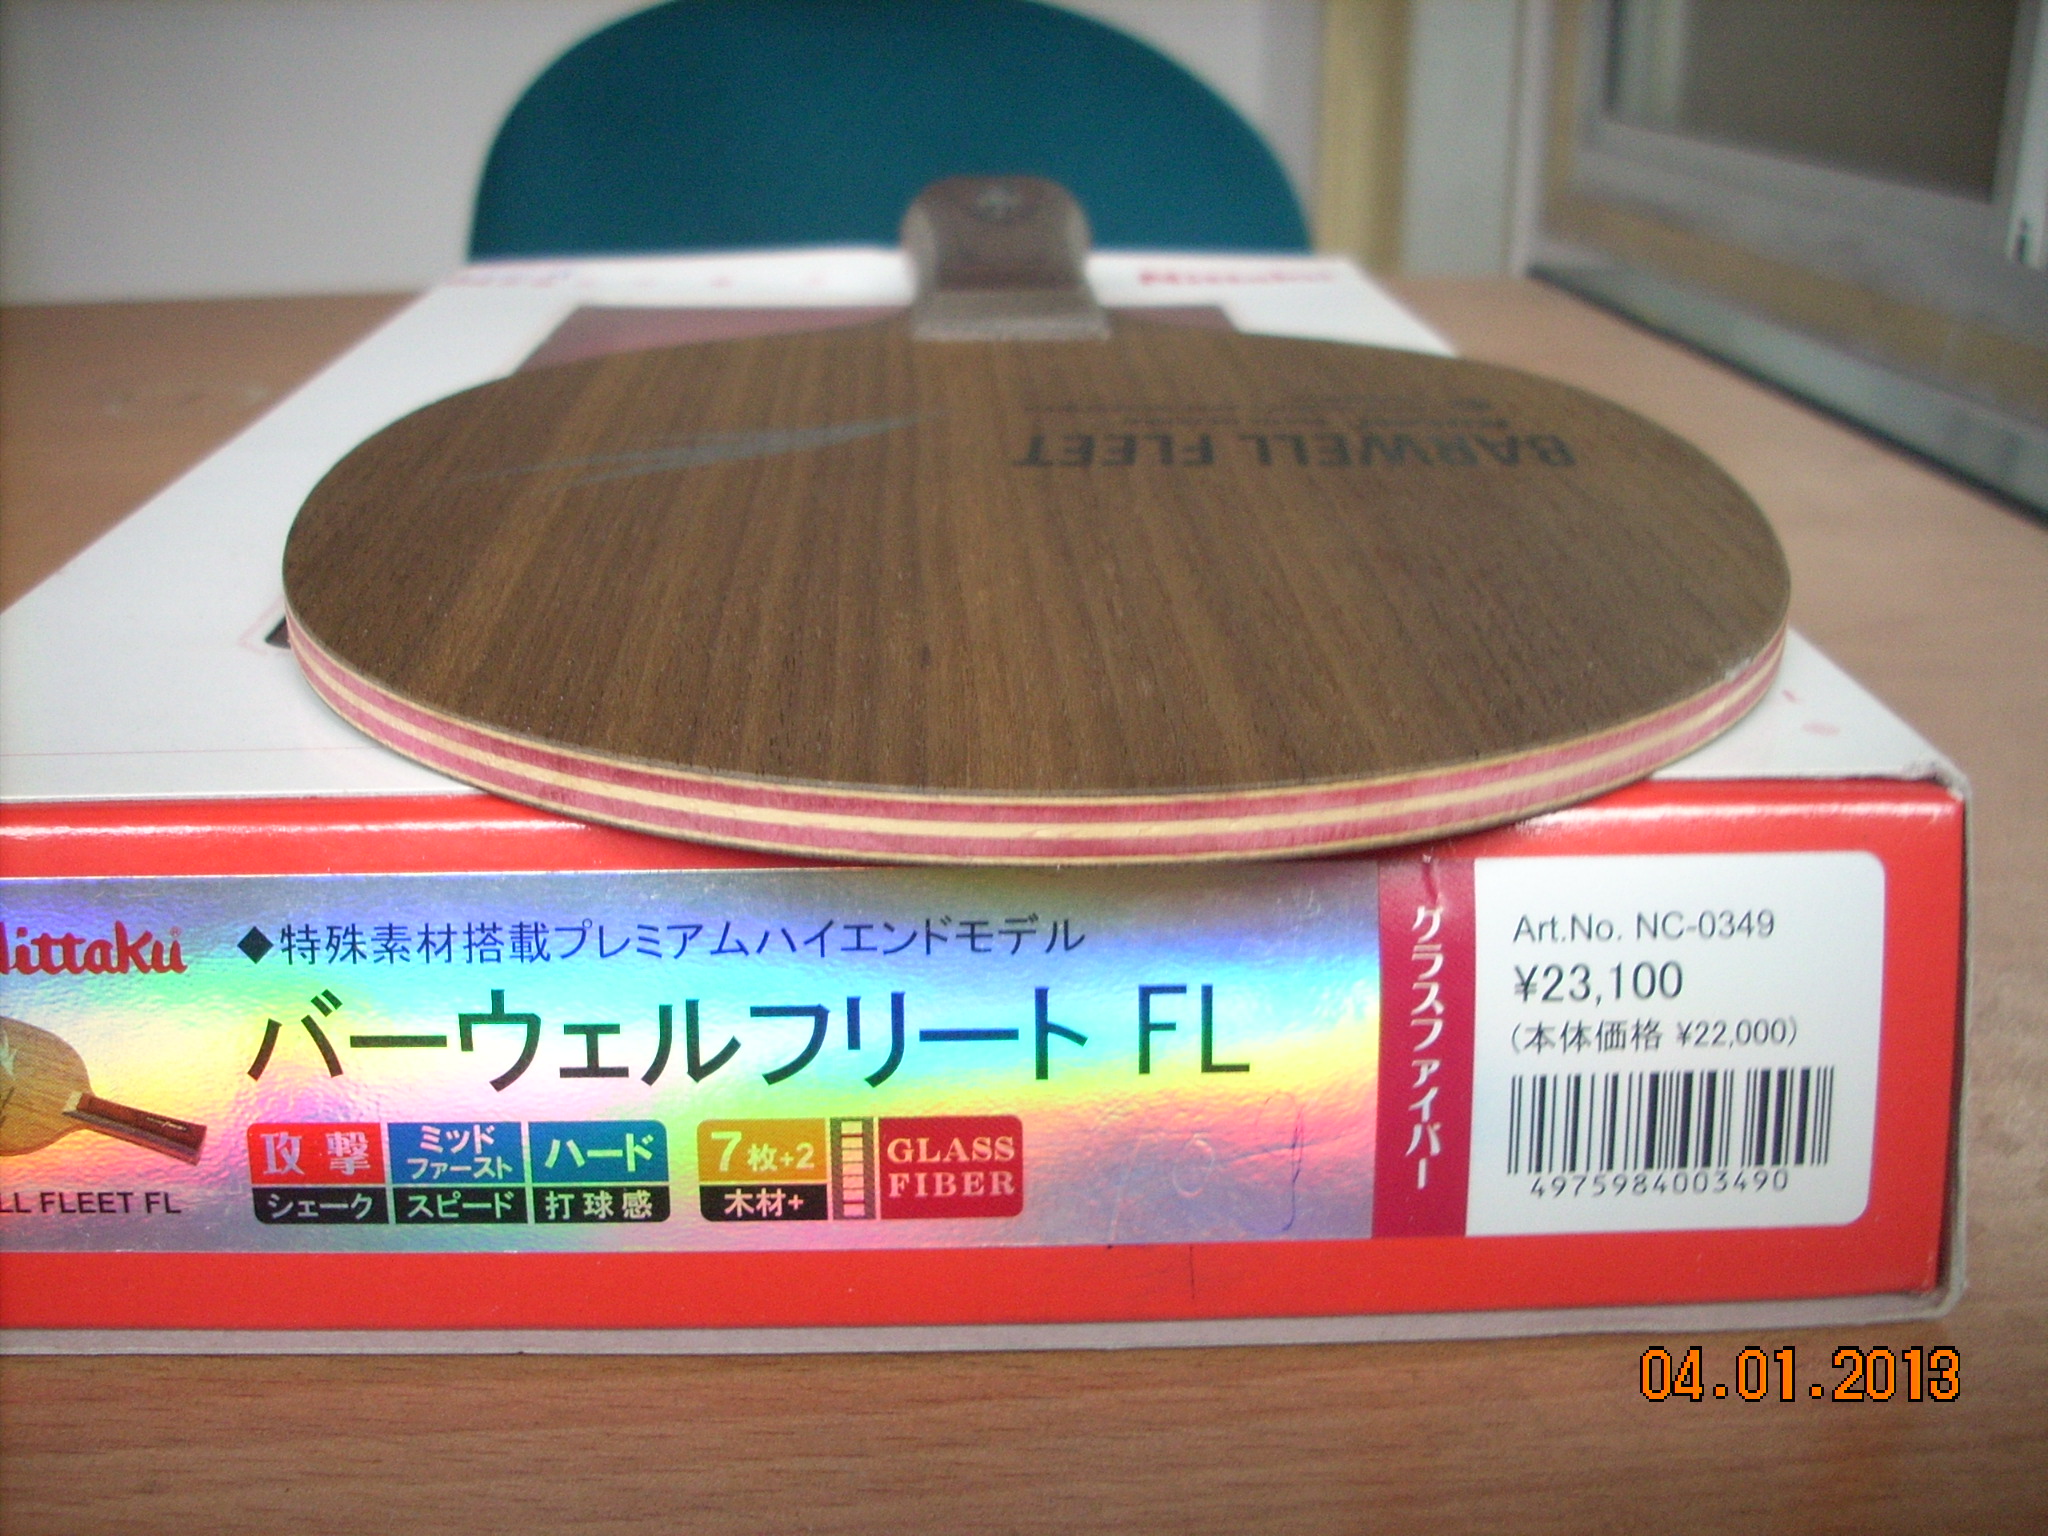 BARWELL FLEET
Nittaku
◆特殊素材搭載プレミアムハイエンドモデル
バーウェルフリート FL
攻撃
シェーク
ミッド
ファースト
スピード
ハード
打球感
7枚+2
木材+
GLASS
FIBER
LL FLEET FL
グラスファイバー
Art.No. NC-0349
¥23,100
(本体価格 ¥22,000)
4975984003490
04.01.2013